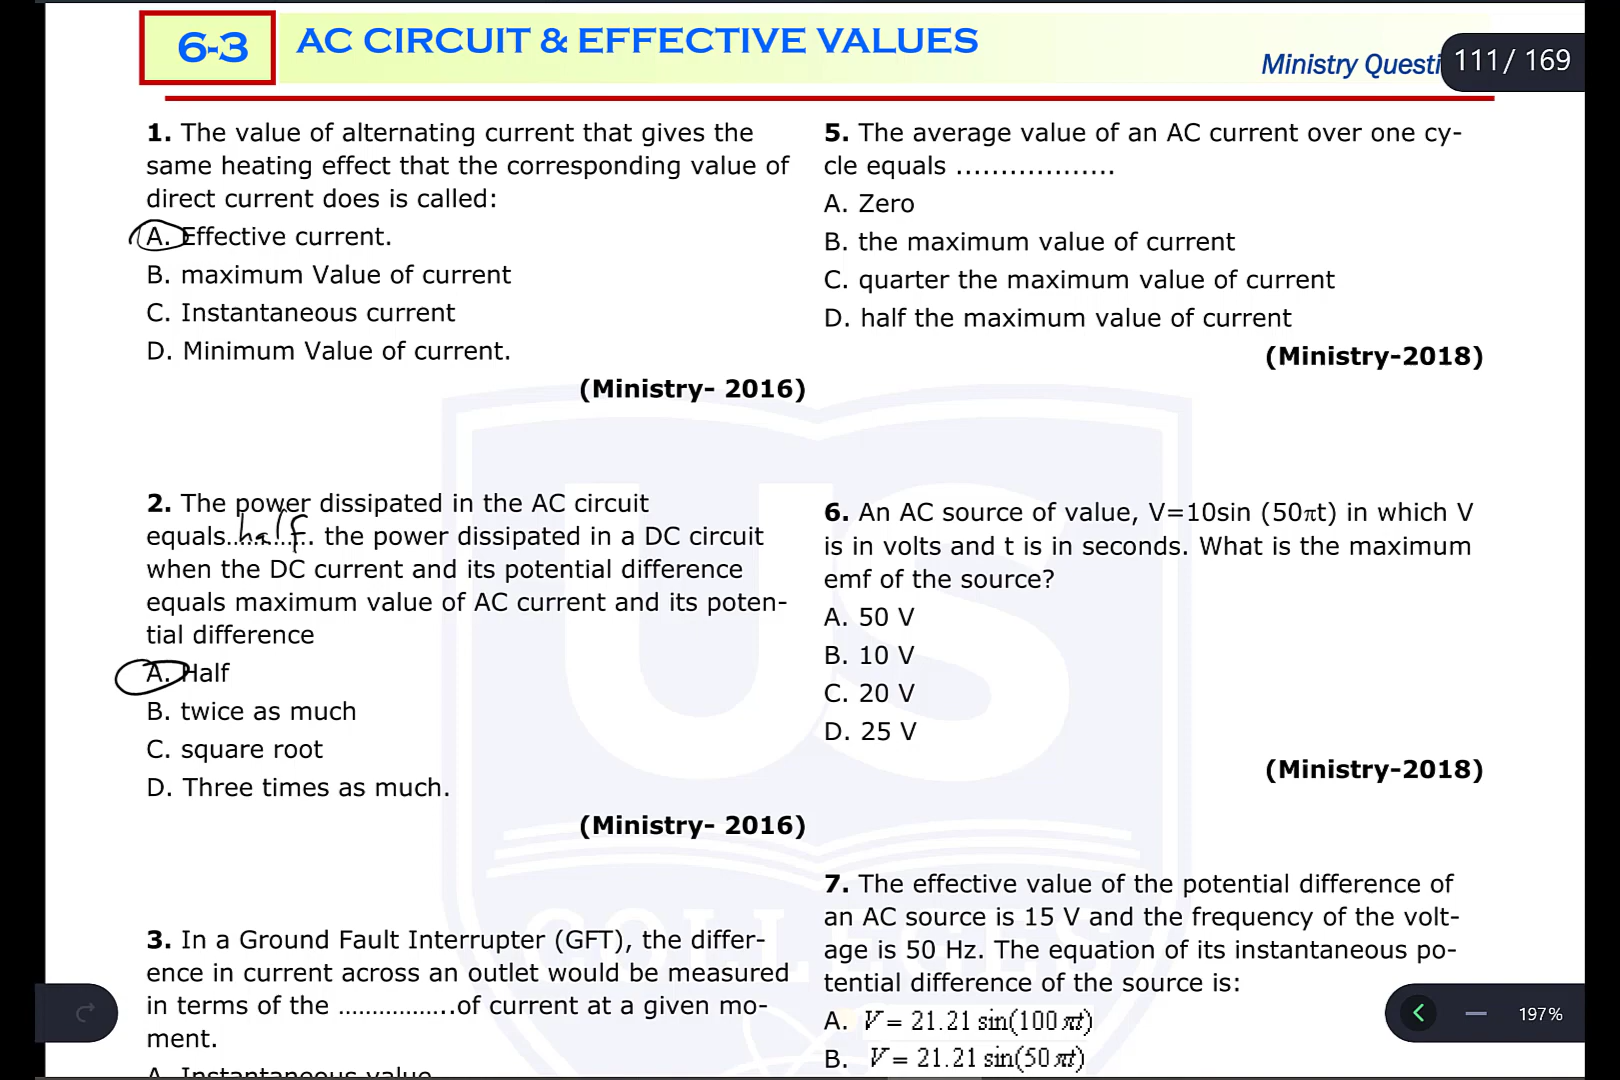 6-3
AC CIRCUIT & EFFECTIVE VALUES
Ministry Questi
111/ 169
1. The value of alternating current that gives the
same heating effect that the corresponding value of
direct current does is called:
A. Effective current.
B. maximum Value of current
C. Instantaneous current
D. Minimum Value of current.
(Ministry- 2016)
2. The power dissipated in the AC circuit
equals...half... the power dissipated in a DC circuit
when the DC current and its potential difference
equals maximum value of AC current and its poten-
tial difference
A. Half
B. twice as much
C. square root
D. Three times as much.
(Ministry- 2016)
3. In a Ground Fault Interrupter (GFT), the differ-
ence in current across an outlet would be measured
in terms of the .................of current at a given mo-
ment.
A. Instantaneous value
5. The average value of an AC current over one cy-
cle equals ..................
A. Zero
B. the maximum value of current
C. quarter the maximum value of current
D. half the maximum value of current
(Ministry-2018)
6. An AC source of value, V=10sin (50πt) in which V
is in volts and t is in seconds. What is the maximum
emf of the source?
A. 50 V
B. 10 V
C. 20 V
D. 25 V
(Ministry-2018)
7. The effective value of the potential difference of
an AC source is 15 V and the frequency of the volt-
age is 50 Hz. The equation of its instantaneous po-
tential difference of the source is:
A. V = 21.21 sin(100 πt)
B. V = 21.21 sin(50 πt)
197%
US
COLLEGES